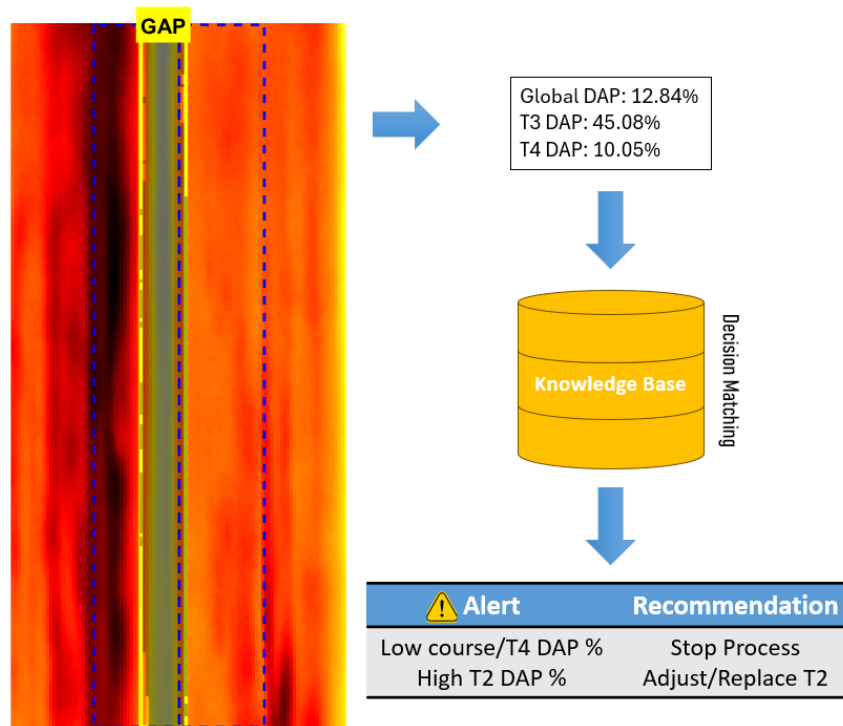 GAP
Global DAP: 12.84%
T3 DAP: 45.08%
T4 DAP: 10.05%
Knowledge Base
Decision Matching
Alert Recommendation
Low course/T4 DAP % Stop Process
High T2 DAP % Adjust/Replace T2